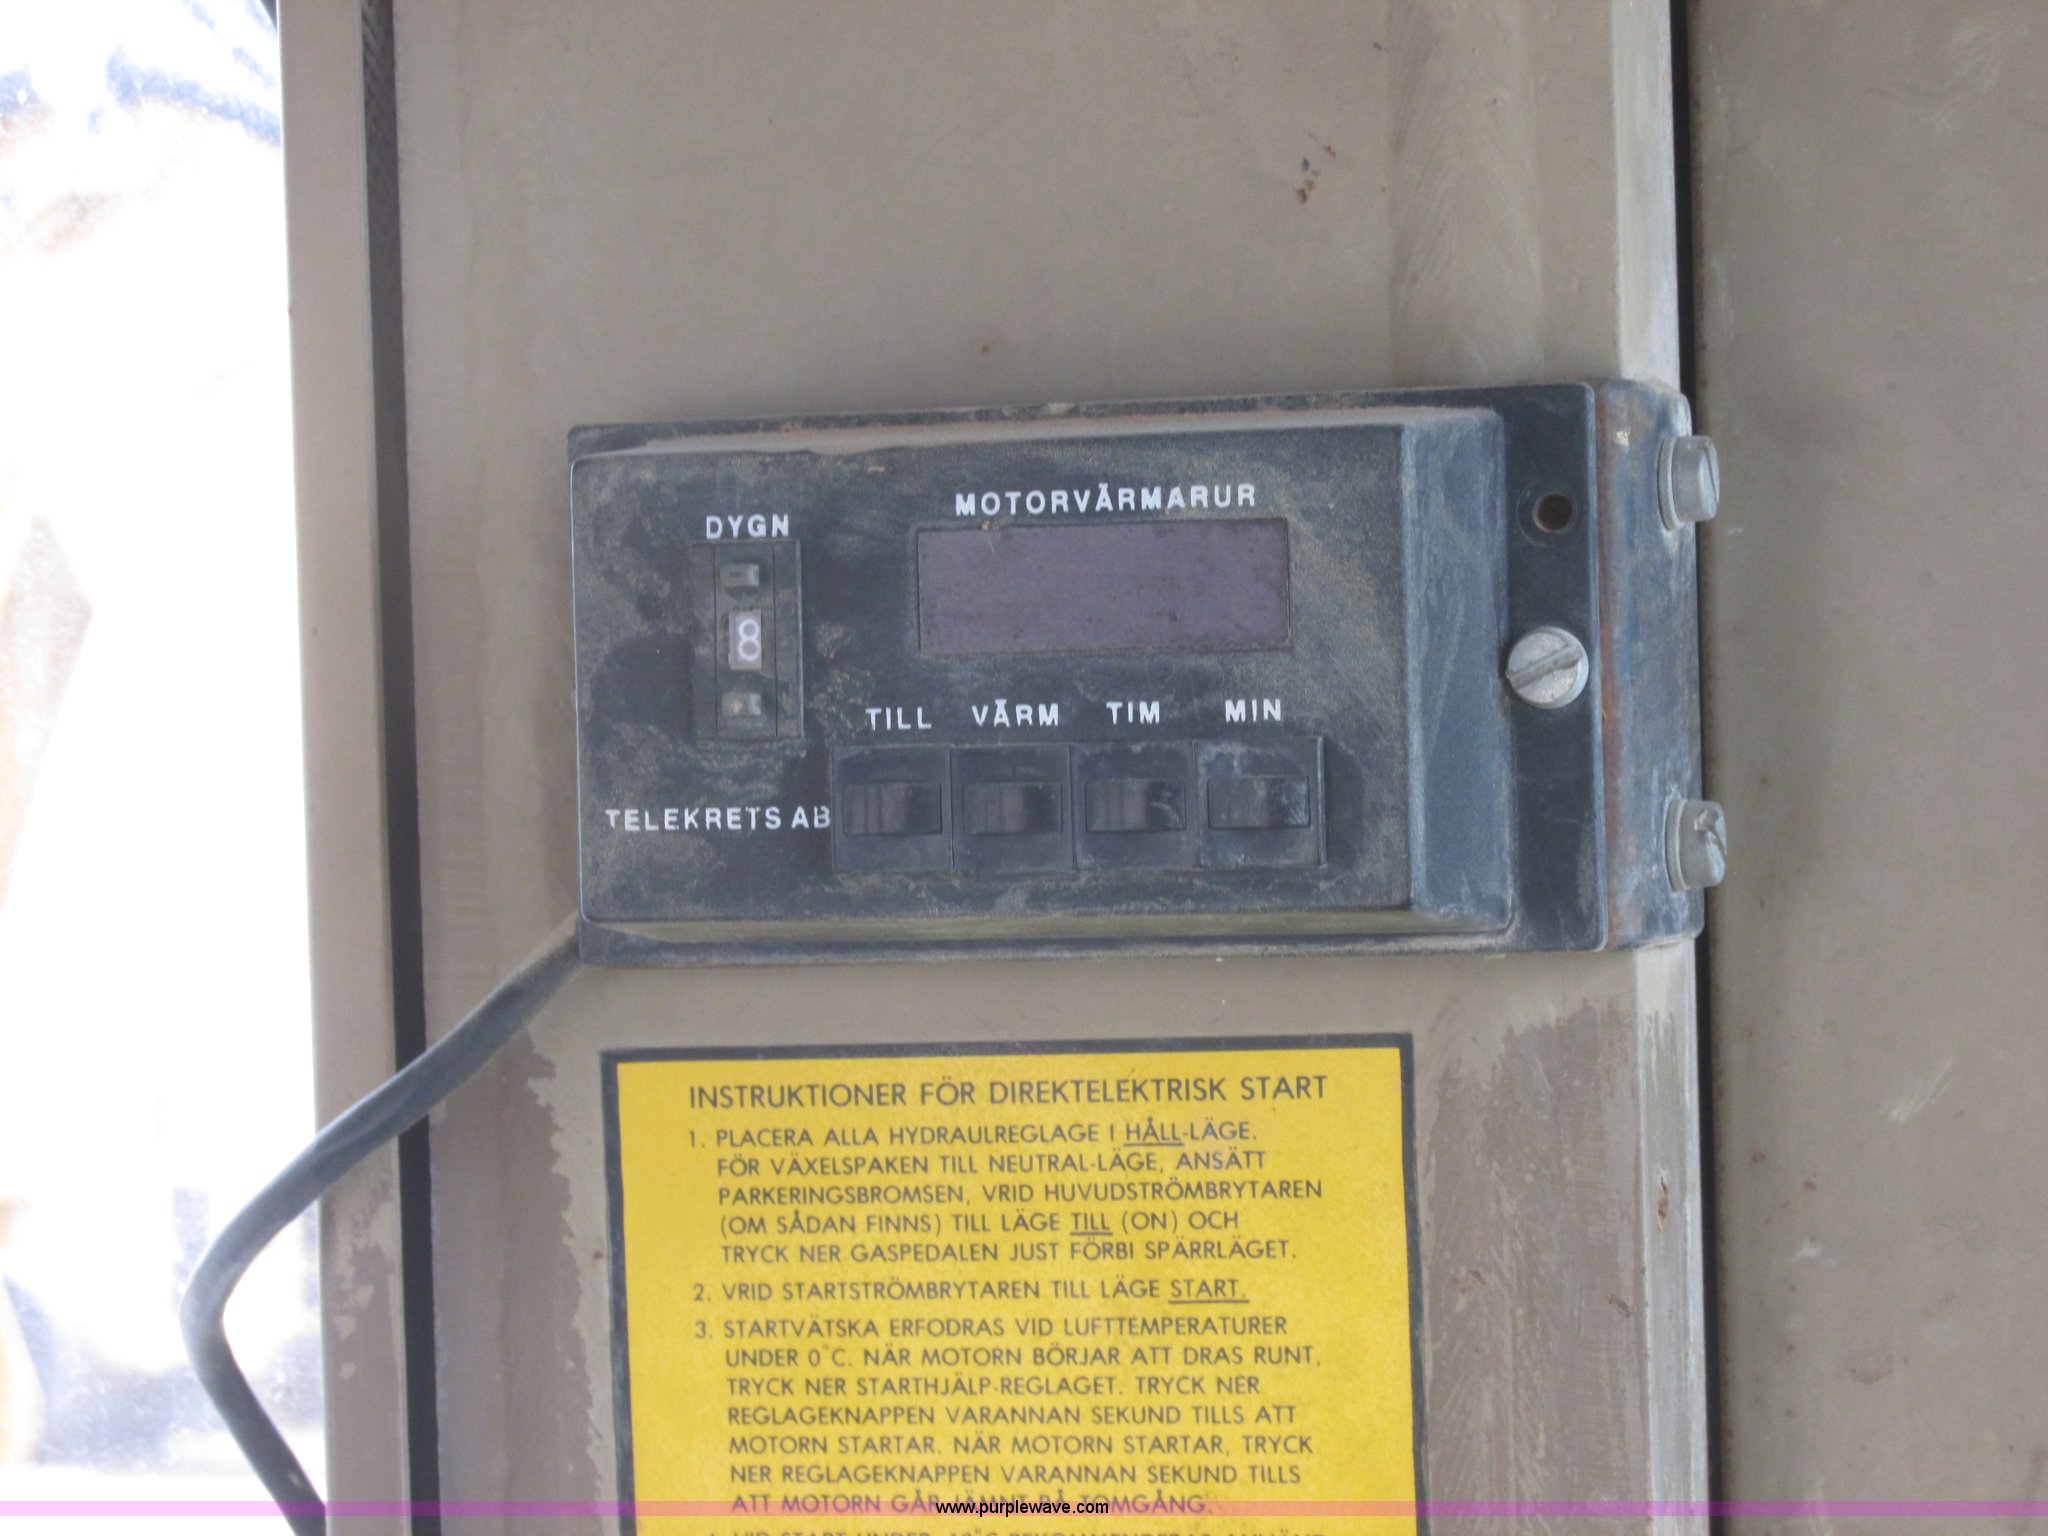 MOTORVÄRMARUR
DYGN
8
TILL VÄRM TIM MIN
TELEKRETS AB
INSTRUKTIONER FÖR DIREKTELEKTRISK START
1. PLACERA ALLA HYDRAULREGLAGE I HÅLL-LÄGE.
FÖR VÄXELSPAKEN TILL NEUTRAL-LÄGE, ANSÄTT
PARKERINGSBROMSEN, VRID HUVUDSTRÖMBRYTAREN
(OM SÅDAN FINNS) TILL LÄGE TILL (ON) OCH
TRYCK NER GASPEDALEN JUST FÖRBI SPÄRRLÄGET.
2. VRID STARTSTRÖMBRYTAREN TILL LÄGE START.
3. STARTVÄTSKA ERFODRAS VID LUFTTEMPERATURER
UNDER 0°C. NÄR MOTORN BÖRJAR ATT DRAS RUNT,
TRYCK NER STARTHJÄLP-REGLAGET. TRYCK NER
REGLAGEKNAPPEN VARANNAN SEKUND TILLS ATT
MOTORN STARTAR. NÄR MOTORN STARTAR, TRYCK
NER REGLAGEKNAPPEN VARANNAN SEKUND TILLS
ATT MOTORN GÅR JÄMNT PÅ TOMGÅNG.
www.purplewave.com